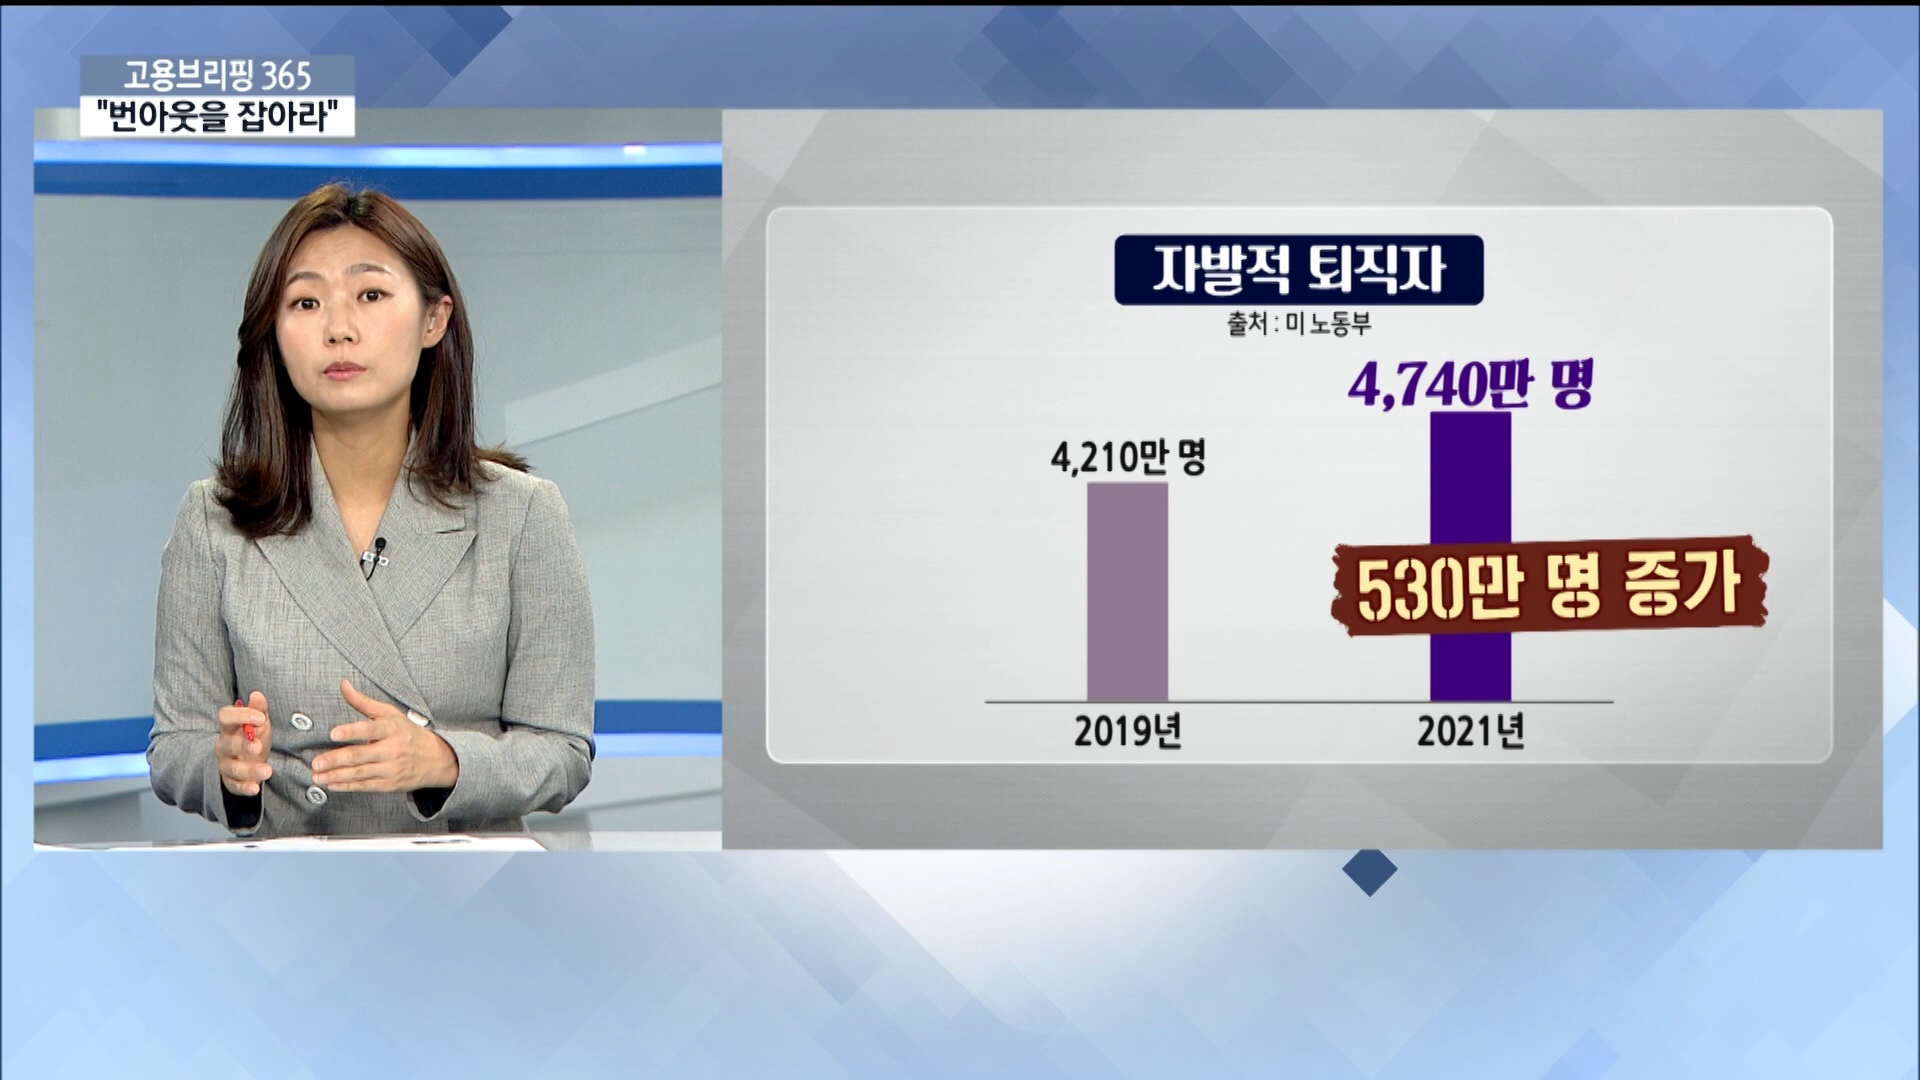 고용브리핑 365
"번아웃을 잡아라"
자발적 퇴직자
출처 : 미 노동부
4,740만 명
4,210만 명
530만 명 증가
2019년
2021년